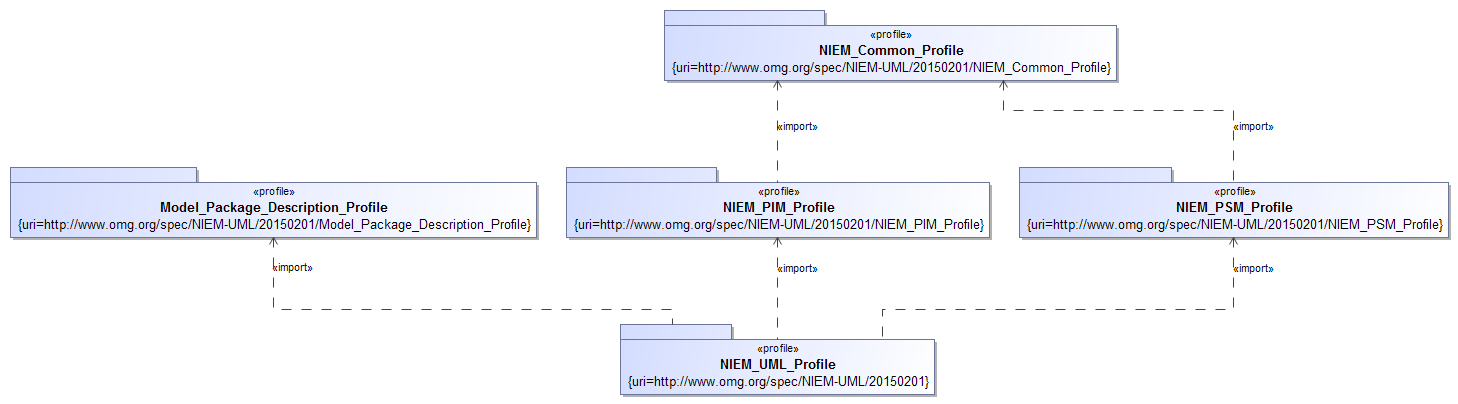 «profile»
NIEM_Common_Profile
{uri=http://www.omg.org/spec/NIEM-UML/20150201/NIEM_Common_Profile}
«import»
«import»
«profile»
Model_Package_Description_Profile
{uri=http://www.omg.org/spec/NIEM-UML/20150201/Model_Package_Description_Profile}
«profile»
NIEM_PIM_Profile
{uri=http://www.omg.org/spec/NIEM-UML/20150201/NIEM_PIM_Profile}
«profile»
NIEM_PSM_Profile
{uri=http://www.omg.org/spec/NIEM-UML/20150201/NIEM_PSM_Profile}
«import»
«import»
«import»
«profile»
NIEM_UML_Profile
{uri=http://www.omg.org/spec/NIEM-UML/20150201}